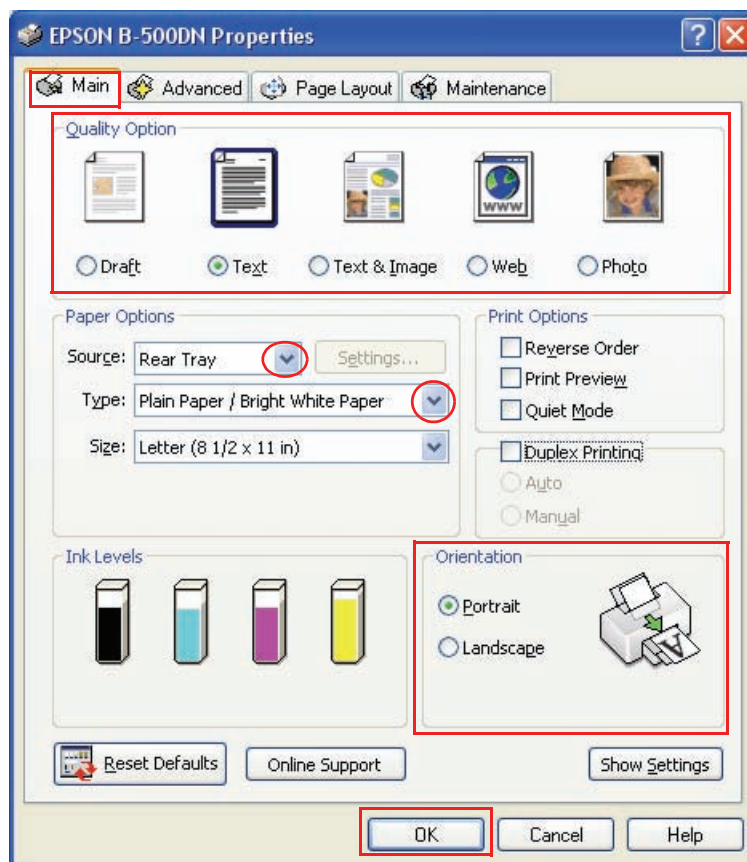 EPSON B-500DN Properties
Main Advanced Page Layout Maintenance
Quality Option
WWW
Draft Text Text & Image Web Photo
Paper Options
Source: Rear Tray Settings...
Type: Plain Paper / Bright White Paper
Size: Letter (8 1/2 x 11 in)
Print Options
Reverse Order
Print Preview
Quiet Mode
Duplex Printing
Auto
Manual
Ink Levels
Orientation
Portrait
Landscape
A
Reset Defaults Online Support Show Settings
OK Cancel Help